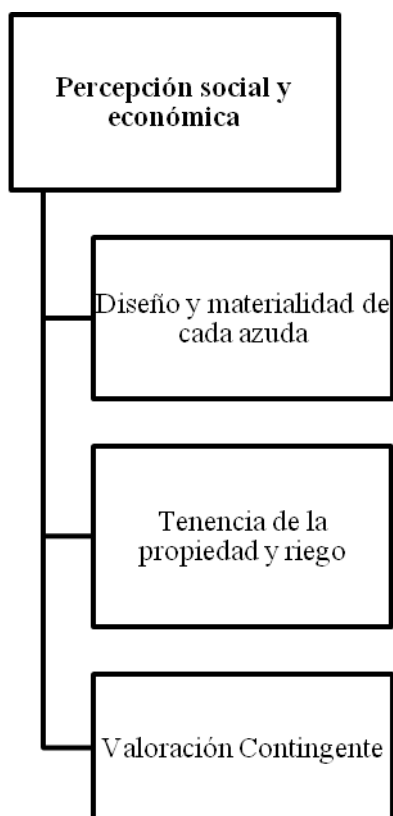 Percepción social y
económica
Diseño y materialidad de
cada azuda
Tenencia de la
propiedad y riego
Valoración Contingente